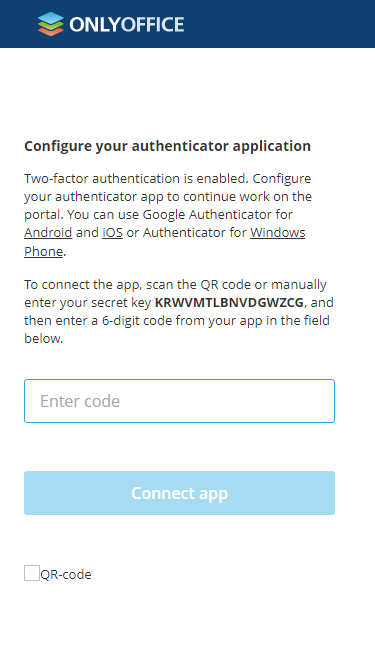 ONLYOFFICE
Configure your authenticator application
Two-factor authentication is enabled. Configure
your authenticator app to continue work on the
portal. You can use Google Authenticator for
Android and iOS or Authenticator for Windows
Phone.
To connect the app, scan the QR code or manually
enter your secret key KRWVMTLBNVDGWZCG, and
then enter a 6-digit code from your app in the field
below.
Enter code
Connect app
QR-code